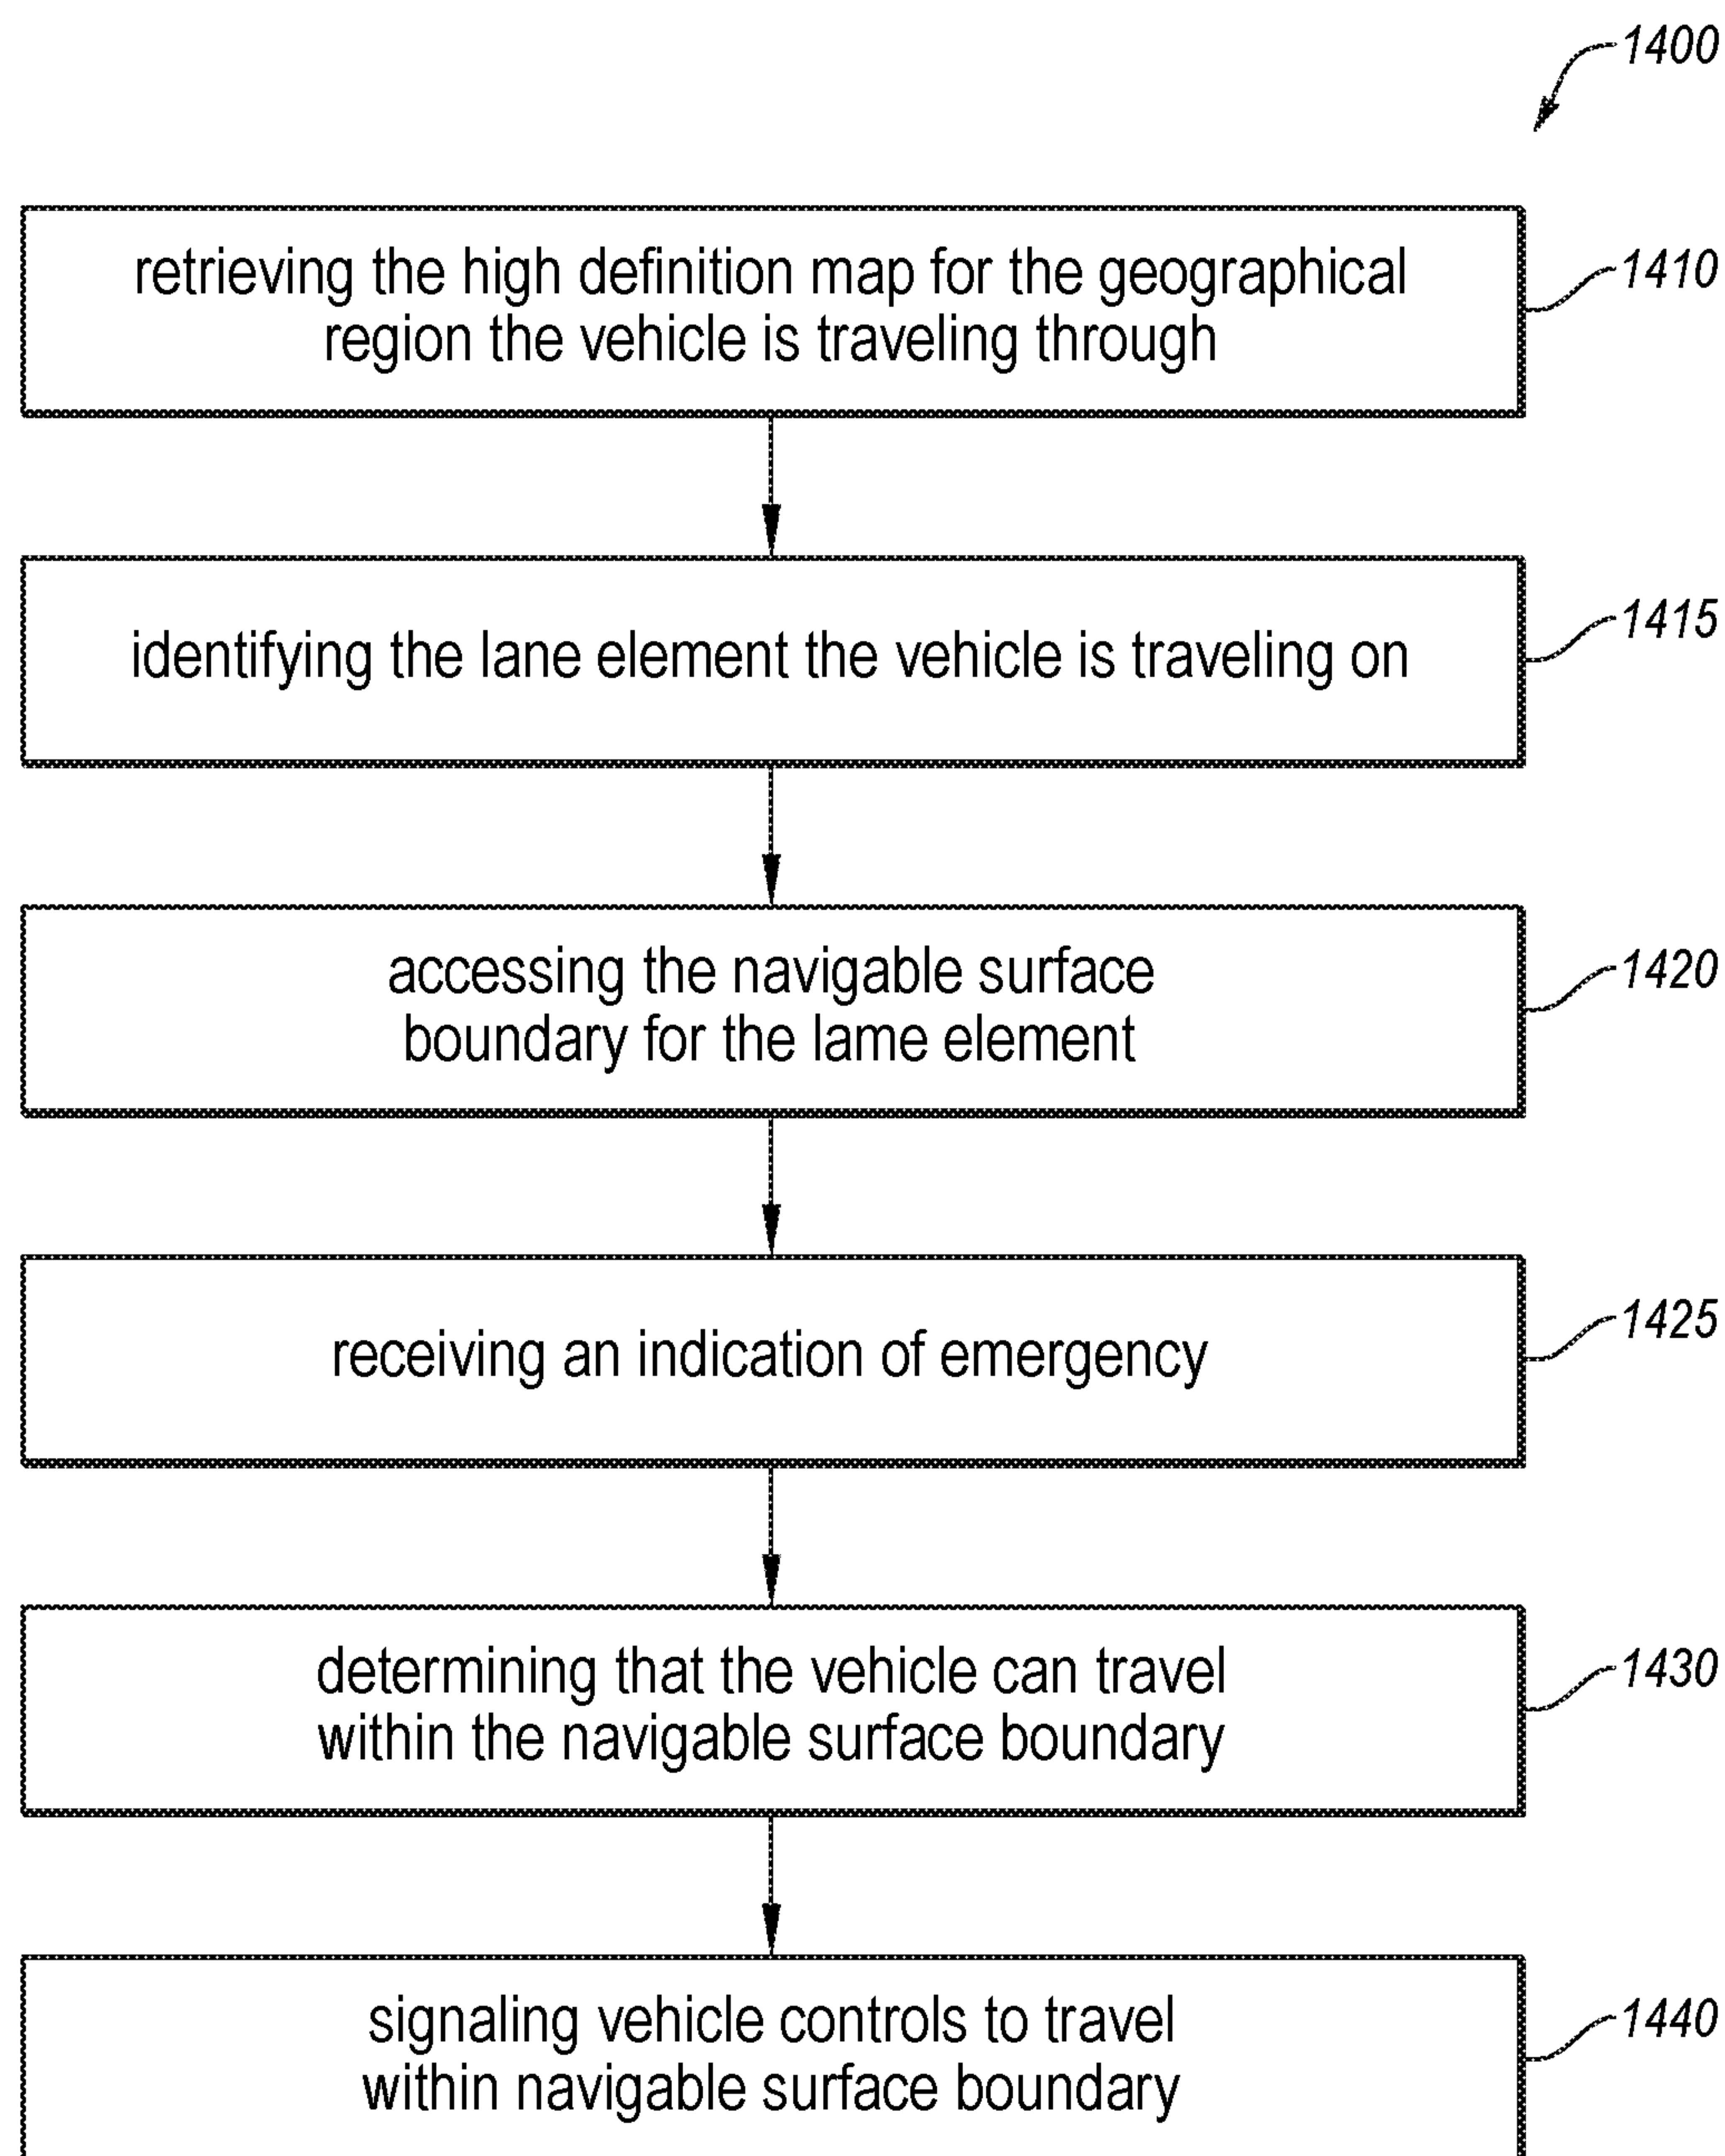 1400
retrieving the high definition map for the geographical
region the vehicle is traveling through
1410
identifying the lane element the vehicle is traveling on
1415
accessing the navigable surface
boundary for the lame element
1420
receiving an indication of emergency
1425
determining that the vehicle can travel
within the navigable surface boundary
1430
signaling vehicle controls to travel
within navigable surface boundary
1440